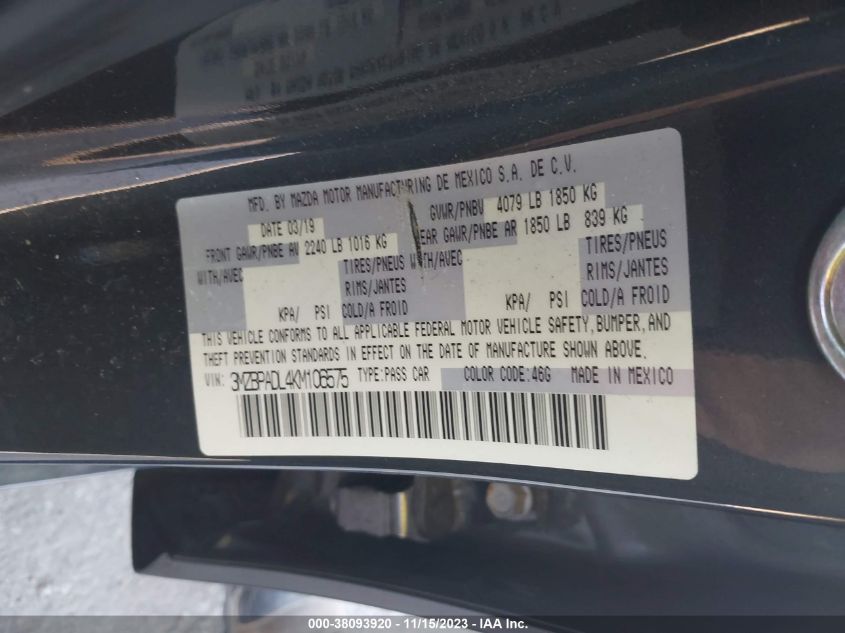 MFD. BY MAZDA MOTOR MANUFACTURING DE MEXICO S.A. DE C.V.
DATE 03/19 GVWR/PNBV 4079 LB 1850 KG
FRONT GAWR/PNBE AV 2240 LB 1016 KG REAR GAWR/PNBE AR 1850 LB 839 KG
WITH/AVEC TIRES/PNEUS WITH/AVEC TIRES/PNEUS
RIMS/JANTES RIMS/JANTES
KPA/ PSI COLD/A FROID KPA/ PSI COLD/A FROID
THIS VEHICLE CONFORMS TO ALL APPLICABLE FEDERAL MOTOR VEHICLE SAFETY, BUMPER, AND
THEFT PREVENTION STANDARDS IN EFFECT ON THE DATE OF MANUFACTURE SHOWN ABOVE.
VIN: 3MZBPADL4KM106575 TYPE:PASS CAR COLOR CODE:46G MADE IN MEXICO
000-38093920 - 11/15/2023 - IAA Inc.